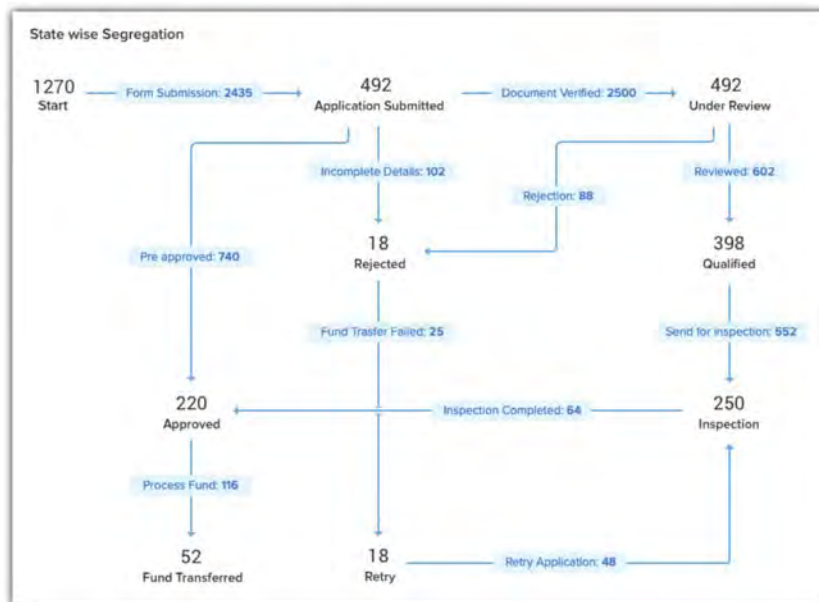 State wise Segregation
1270
Start
Form Submission: 2435
492
Application Submitted
Document Verified: 2500
492
Under Review
Incomplete Details: 102
Rejection: 88
Reviewed: 602
Pre approved: 740
18
Rejected
398
Qualified
Fund Trasfer Failed: 25
Send for inspection: 552
220
Approved
Inspection Completed: 64
250
Inspection
Process Fund: 116
52
Fund Transferred
18
Retry
Retry Application: 48